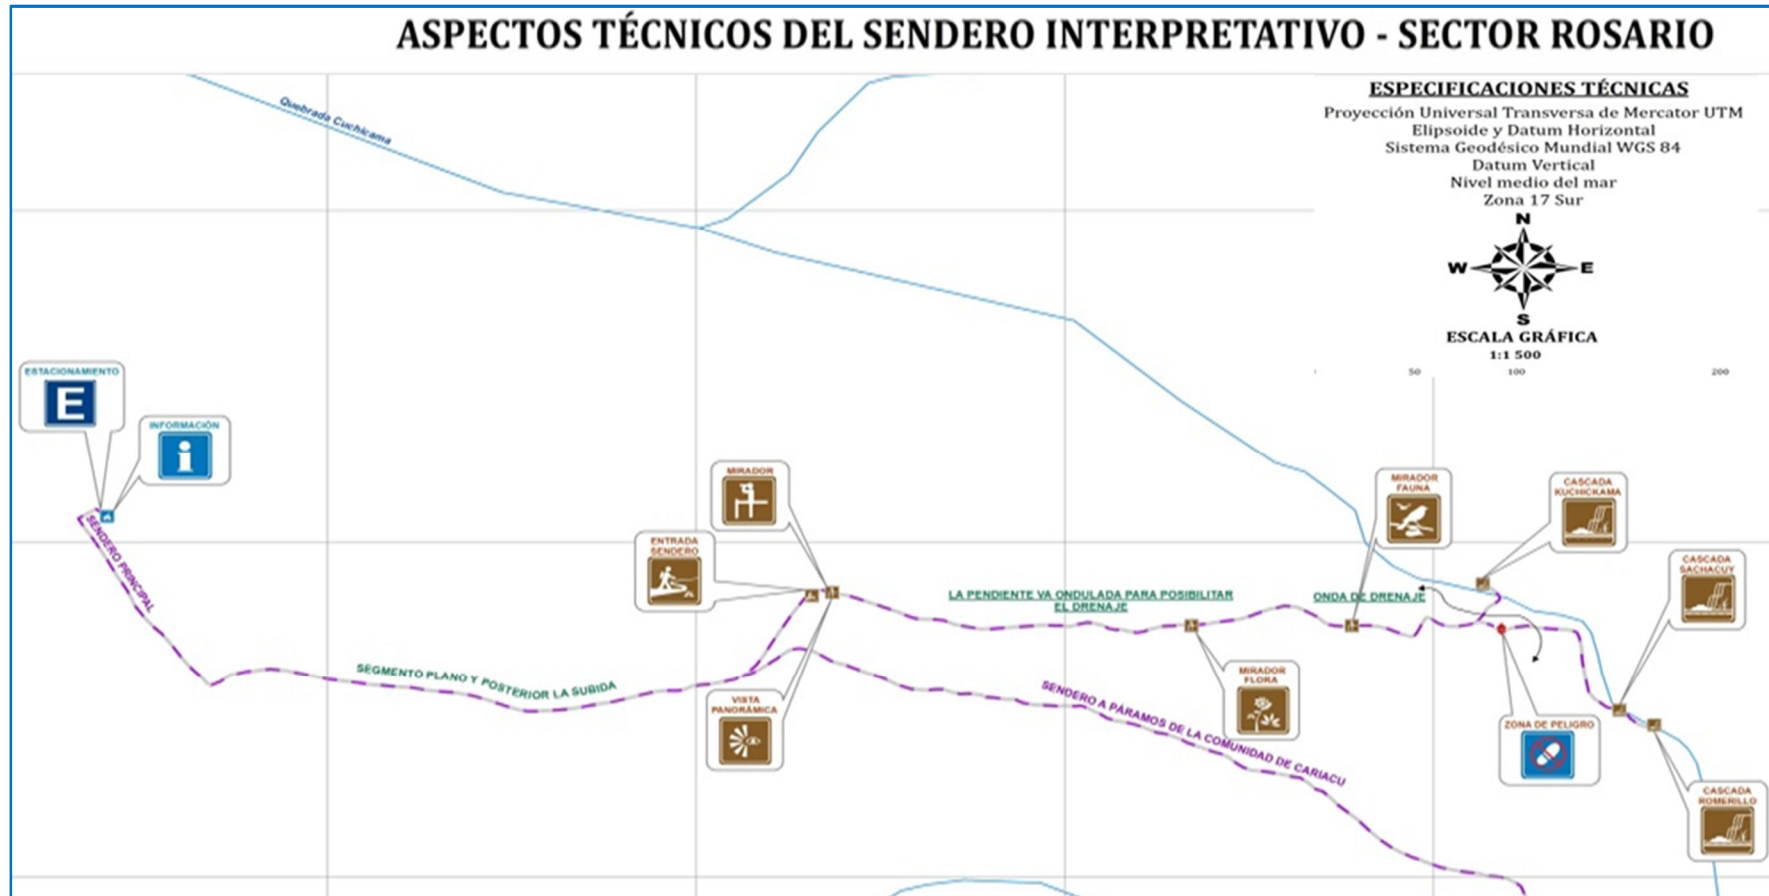 ASPECTOS TÉCNICOS DEL SENDERO INTERPRETATIVO - SECTOR ROSARIO
ESPECIFICACIONES TÉCNICAS
Proyección Universal Transversa de Mercator UTM
Elipsoide y Datum Horizontal
Sistema Geodésico Mundial WGS 84
Datum Vertical
Nivel medio del mar
Zona 17 Sur
N
W E
S
ESCALA GRÁFICA
1:1 500
50 100 200
Quebrada Cuchicama
ESTACIONAMIENTO
E
INFORMACIÓN
i
SENDERO PRINCIPAL
SEGMENTO PLANO Y POSTERIOR LA SUBIDA
MIRADOR
ENTRADA
SENDERO
VISTA
PANORÁMICA
LA PENDIENTE VA ONDULADA PARA POSIBILITAR
EL DRENAJE
ONDA DE DRENAJE
MIRADOR
FAUNA
CASCADA
KUCHICKAMA
CASCADA
SACHACUY
MIRADOR
FLORA
SENDERO A PÁRAMOS DE LA COMUNIDAD DE CARIACU
ZONA DE PELIGRO
CASCADA
ROMERILLO